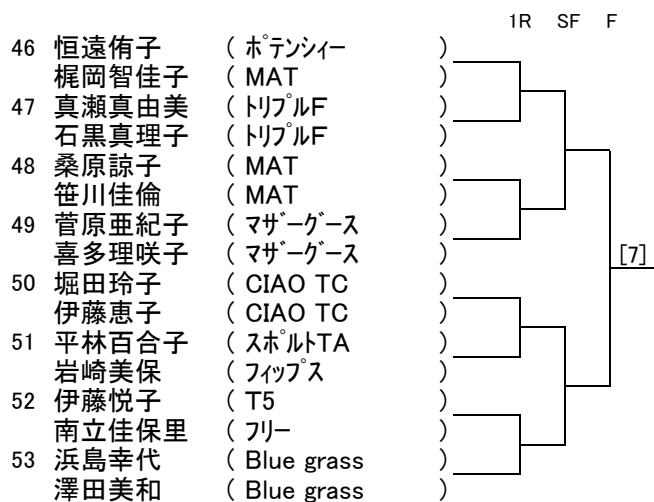 1R SF F
46 恒遠侑子 ( ﾎﾟﾃﾝｼｨｰ )
梶岡智佳子 ( MAT )
47 真瀬真由美 ( ﾄﾘﾌﾟﾙF )
石黒真理子 ( ﾄﾘﾌﾟﾙF )
48 桑原諒子 ( MAT )
笹川佳倫 ( MAT )
49 菅原亜紀子 ( ﾏｻﾞｰｸﾞｰｽ )
喜多理咲子 ( ﾏｻﾞｰｸﾞｰｽ )
[7]
50 堀田玲子 ( CIAO TC )
伊藤恵子 ( CIAO TC )
51 平林百合子 ( ｽﾎﾟﾙﾄTA )
岩崎美保 ( ﾌｨｯﾌﾟｽ )
52 伊藤悦子 ( T5 )
南立佳保里 ( ﾌﾘｰ )
53 浜島幸代 ( Blue grass )
澤田美和 ( Blue grass )